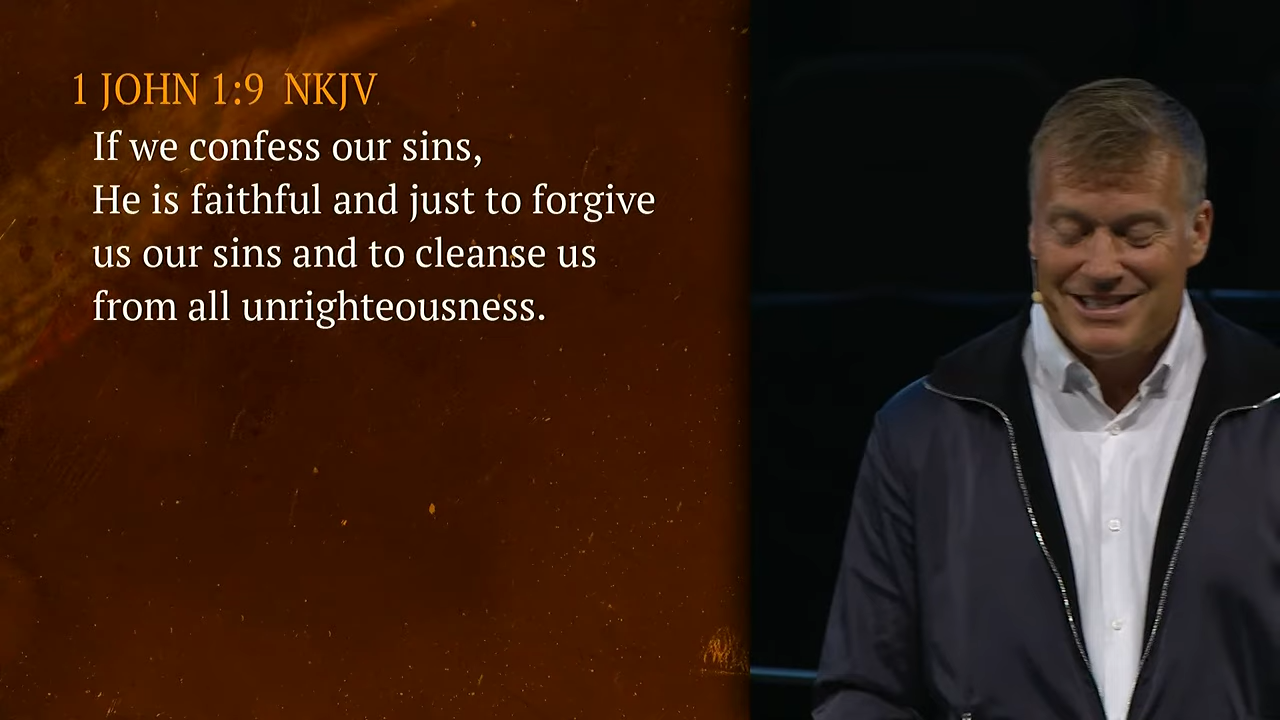 1 JOHN 1:9 NKJV
If we confess our sins,
He is faithful and just to forgive
us our sins and to cleanse us
from all unrighteousness.